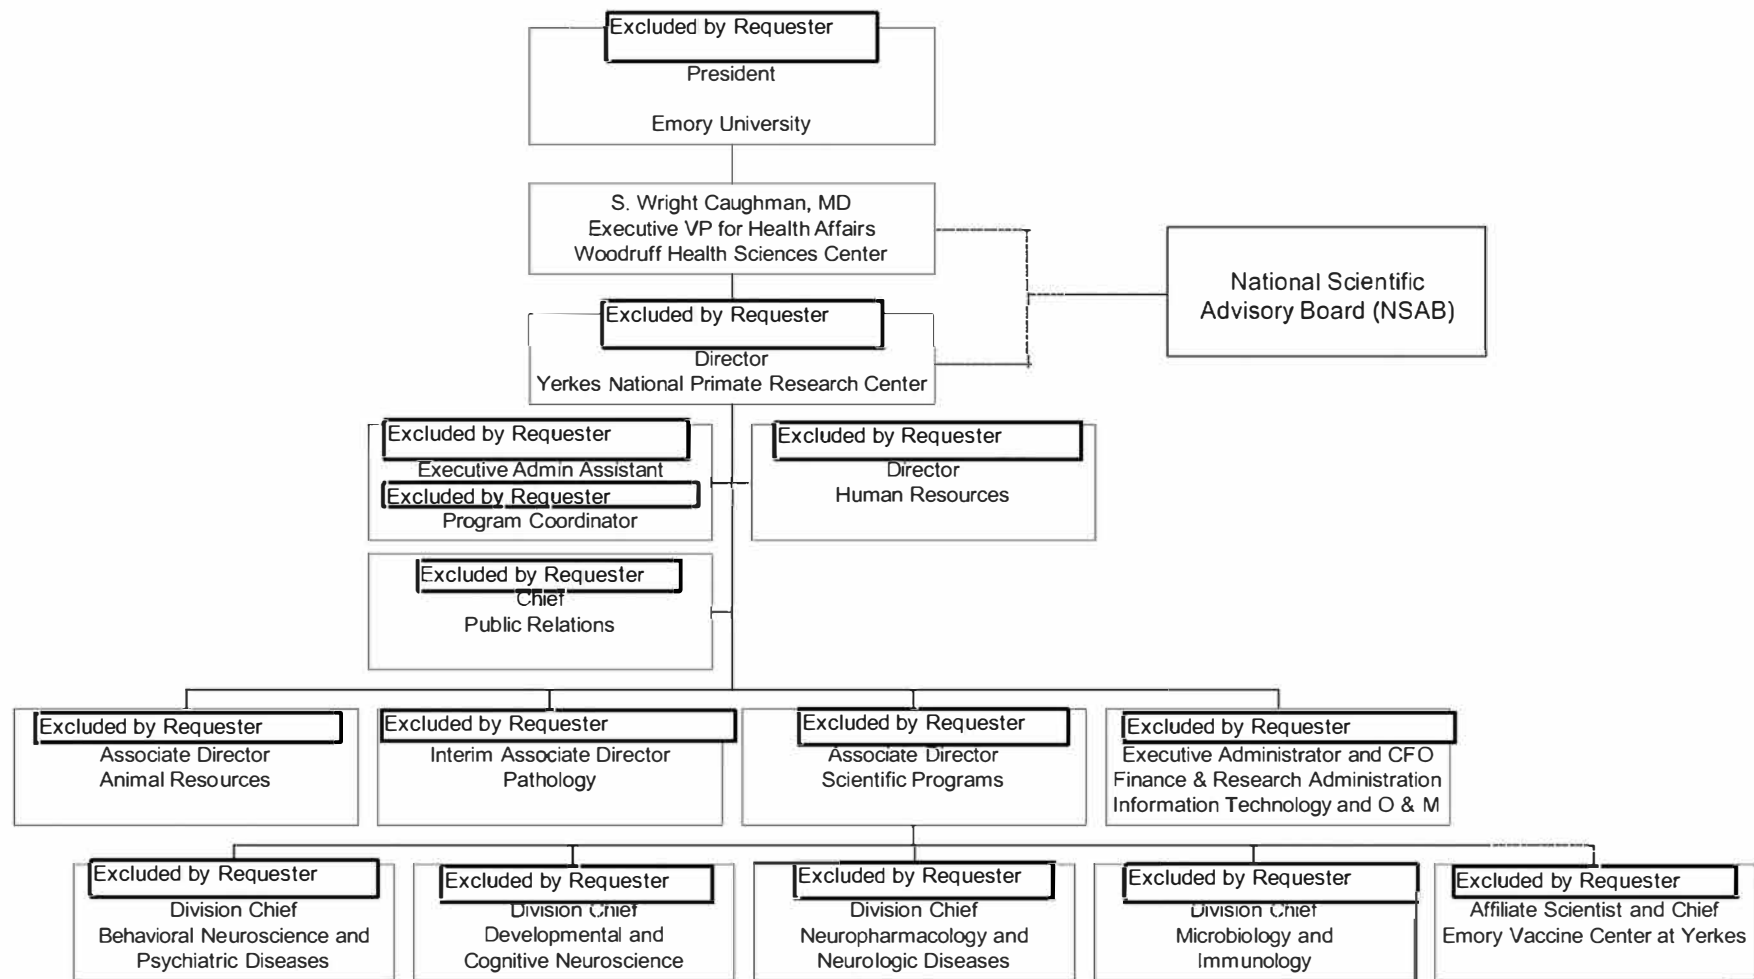 Excluded by Requester
President
Emory University
S. Wright Caughman, MD
Executive VP for Health Affairs
Woodruff Health Sciences Center
National Scientific
Advisory Board (NSAB)
Excluded by Requester
Director
Yerkes National Primate Research Center
Excluded by Requester
Executive Admin Assistant
Excluded by Requester
Program Coordinator
Excluded by Requester
Director
Human Resources
Excluded by Requester
Chief
Public Relations
Excluded by Requester
Associate Director
Animal Resources
Excluded by Requester
Interim Associate Director
Pathology
Excluded by Requester
Associate Director
Scientific Programs
Excluded by Requester
Executive Administrator and CFO
Finance & Research Administration
Information Technology and O & M
Excluded by Requester
Division Chief
Behavioral Neuroscience and
Psychiatric Diseases
Excluded by Requester
Division Chief
Developmental and
Cognitive Neuroscience
Excluded by Requester
Division Chief
Neuropharmacology and
Neurologic Diseases
Excluded by Requester
Division Chief
Microbiology and
Immunology
Excluded by Requester
Affiliate Scientist and Chief
Emory Vaccine Center at Yerkes